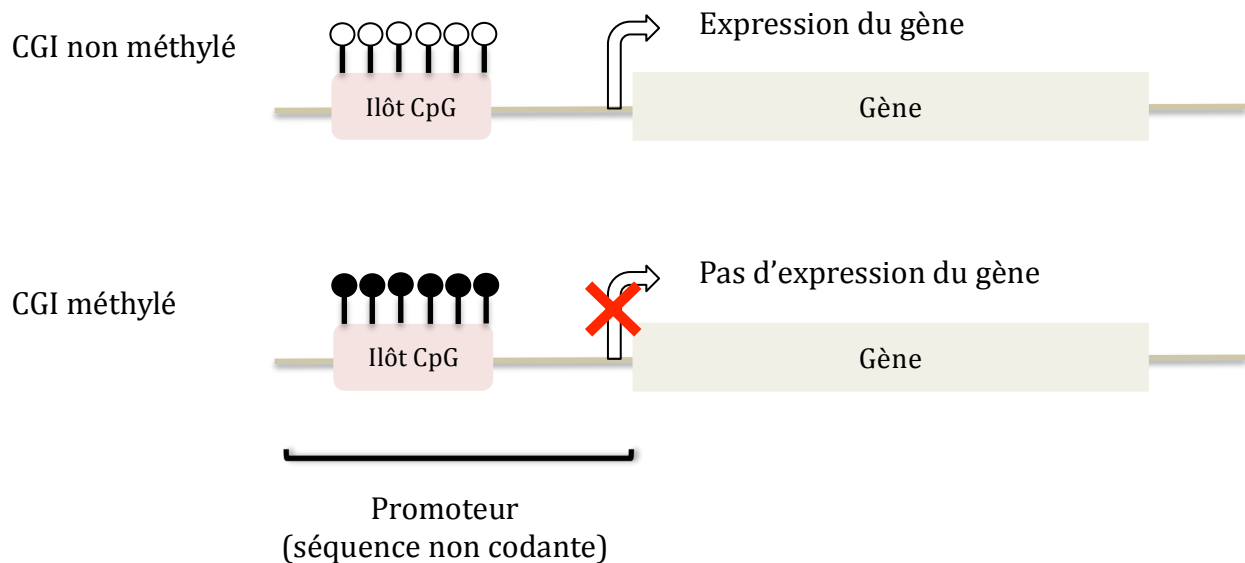 CGI non méthylé
Expression du gène
Ilôt CpG
Gène
CGI méthylé
Pas d’expression du gène
Ilôt CpG
Gène
Promoteur
(séquence non codante)